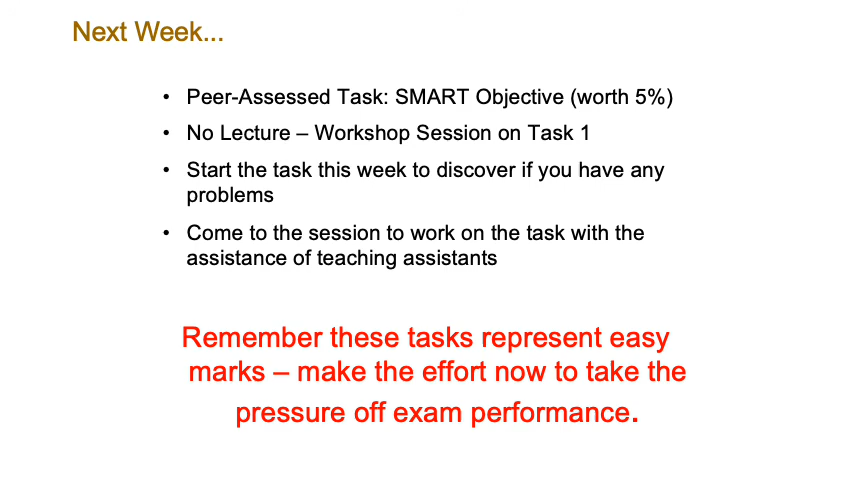 Next Week...
• Peer-Assessed Task: SMART Objective (worth 5%)
• No Lecture – Workshop Session on Task 1
• Start the task this week to discover if you have any
problems
• Come to the session to work on the task with the
assistance of teaching assistants
Remember these tasks represent easy
marks – make the effort now to take the
pressure off exam performance.